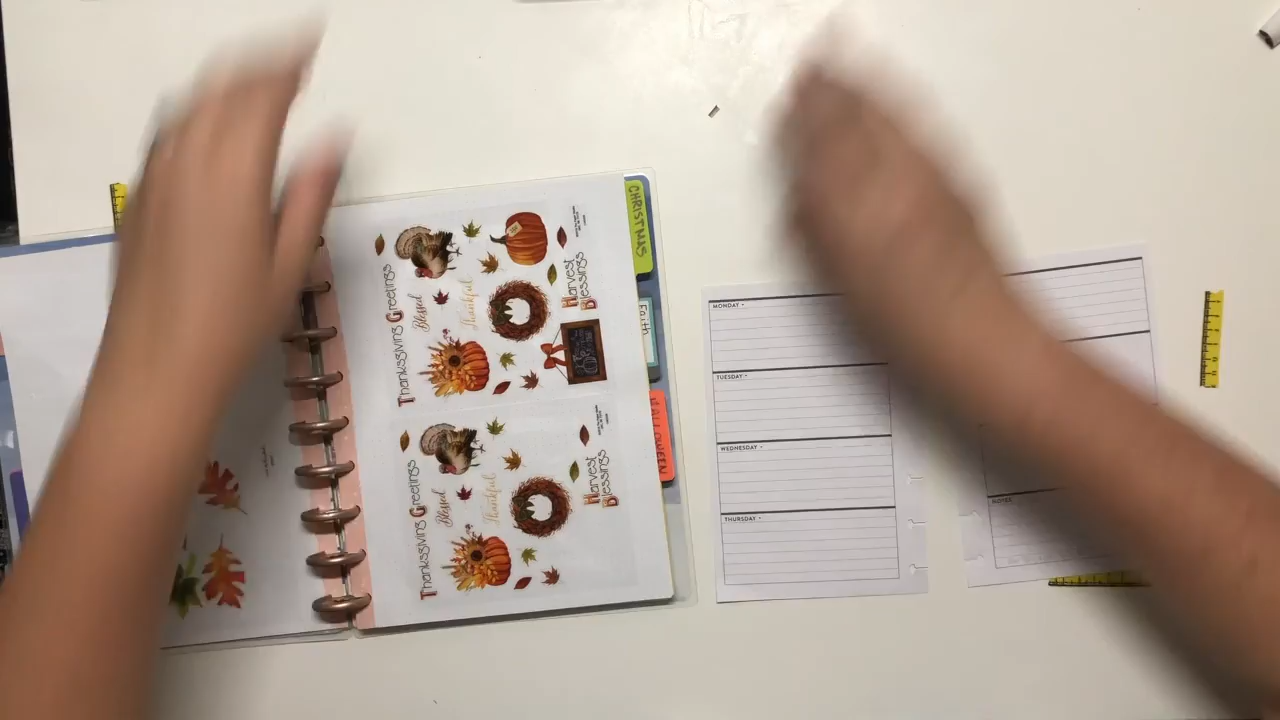 Thanksgiving Greetings
Blessed
Thankful
Harvest
Blessings
Thanksgiving Greetings
Blessed
Thankful
Harvest
Blessings
CHRISTMAS
Faith
HALLOWEEN
MONDAY
TUESDAY
WEDNESDAY
THURSDAY
NOTES